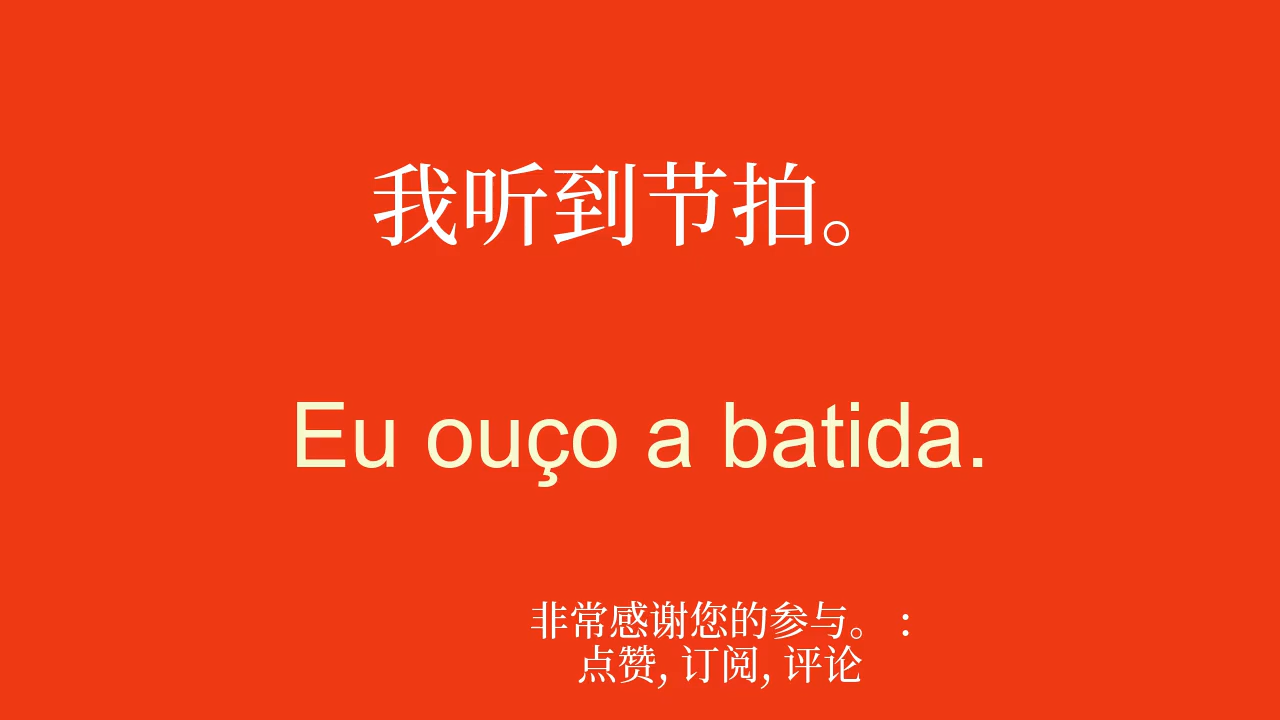 我听到节拍。
Eu ouço a batida.
非常感谢您的参与。 :
点赞, 订阅, 评论